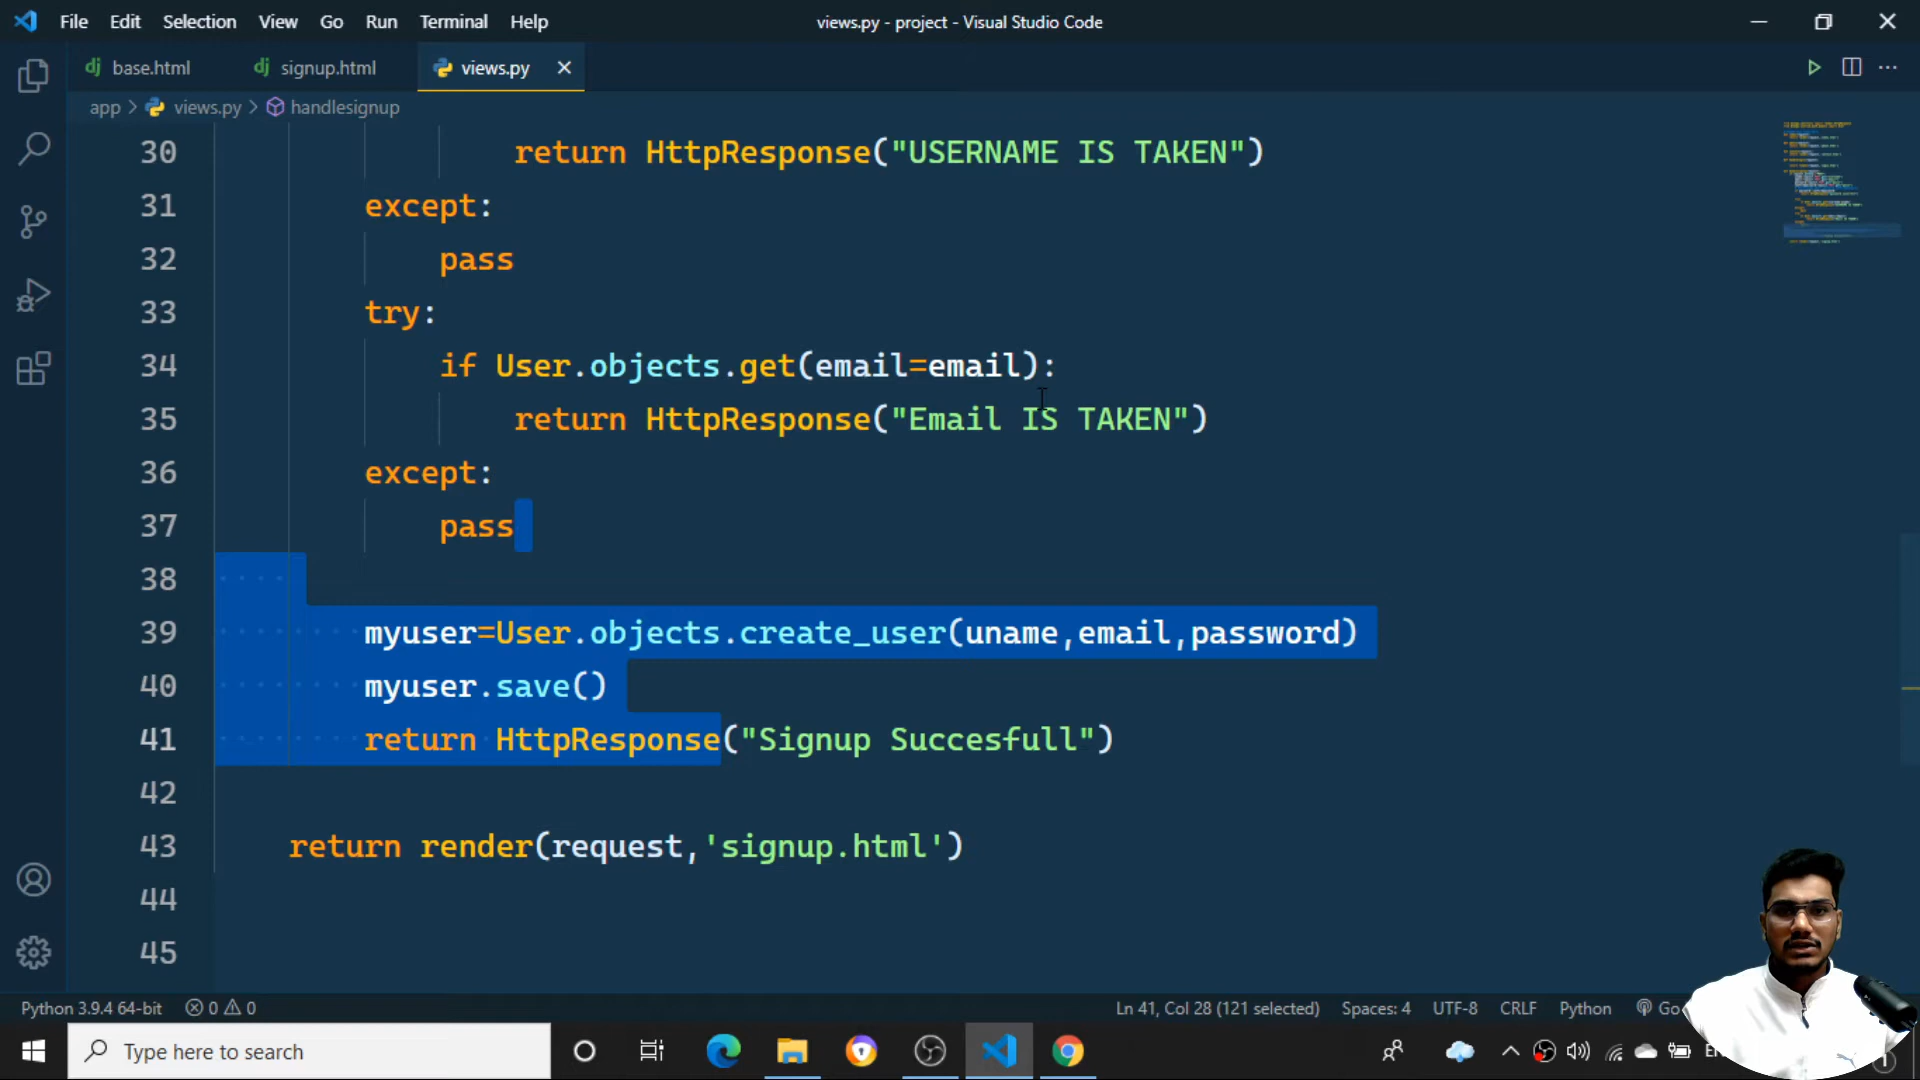 File Edit Selection View Go Run Terminal Help
views.py - project - Visual Studio Code
base.html signup.html views.py
app > views.py > handlesignup
30 return HttpResponse("USERNAME IS TAKEN")
31 except:
32 pass
33 try:
34 if User.objects.get(email=email):
35 return HttpResponse("Email IS TAKEN")
36 except:
37 pass
38
39 myuser=User.objects.create_user(uname,email,password)
40 myuser.save()
41 return HttpResponse("Signup Succesfull")
42
43 return render(request,'signup.html')
44
45
Python 3.9.4 64-bit 0 0 Ln 41, Col 28 (121 selected) Spaces: 4 UTF-8 CRLF Python Go
Type here to search